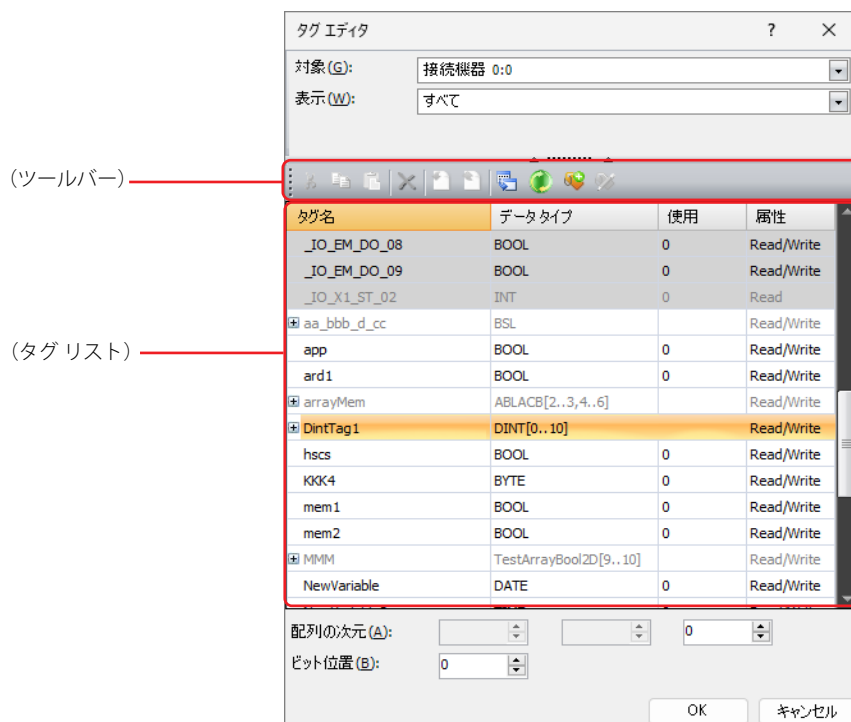 タグ エディタ ?
対象(G): 接続機器 0:0
表示(W): すべて
(ツールバー)
タグ名 データ タイプ 使用 属性
_IO_EM_DO_08 BOOL 0 Read/Write
_IO_EM_DO_09 BOOL 0 Read/Write
_IO_X1_ST_02 INT 0 Read
aa_bbb_d_cc BSL Read/Write
(タグ リスト)
app BOOL 0 Read/Write
ard1 BOOL 0 Read/Write
arrayMem ABLACB[2..3,4..6] Read/Write
DintTag1 DINT[0..10] Read/Write
hscs BOOL 0 Read/Write
KKK4 BYTE 0 Read/Write
mem1 BOOL 0 Read/Write
mem2 BOOL 0 Read/Write
MMM TestArrayBool2D[9..10] Read/Write
NewVariable DATE 0 Read/Write
配列の次元(A): 0
ビット位置(B): 0
OK キャンセル